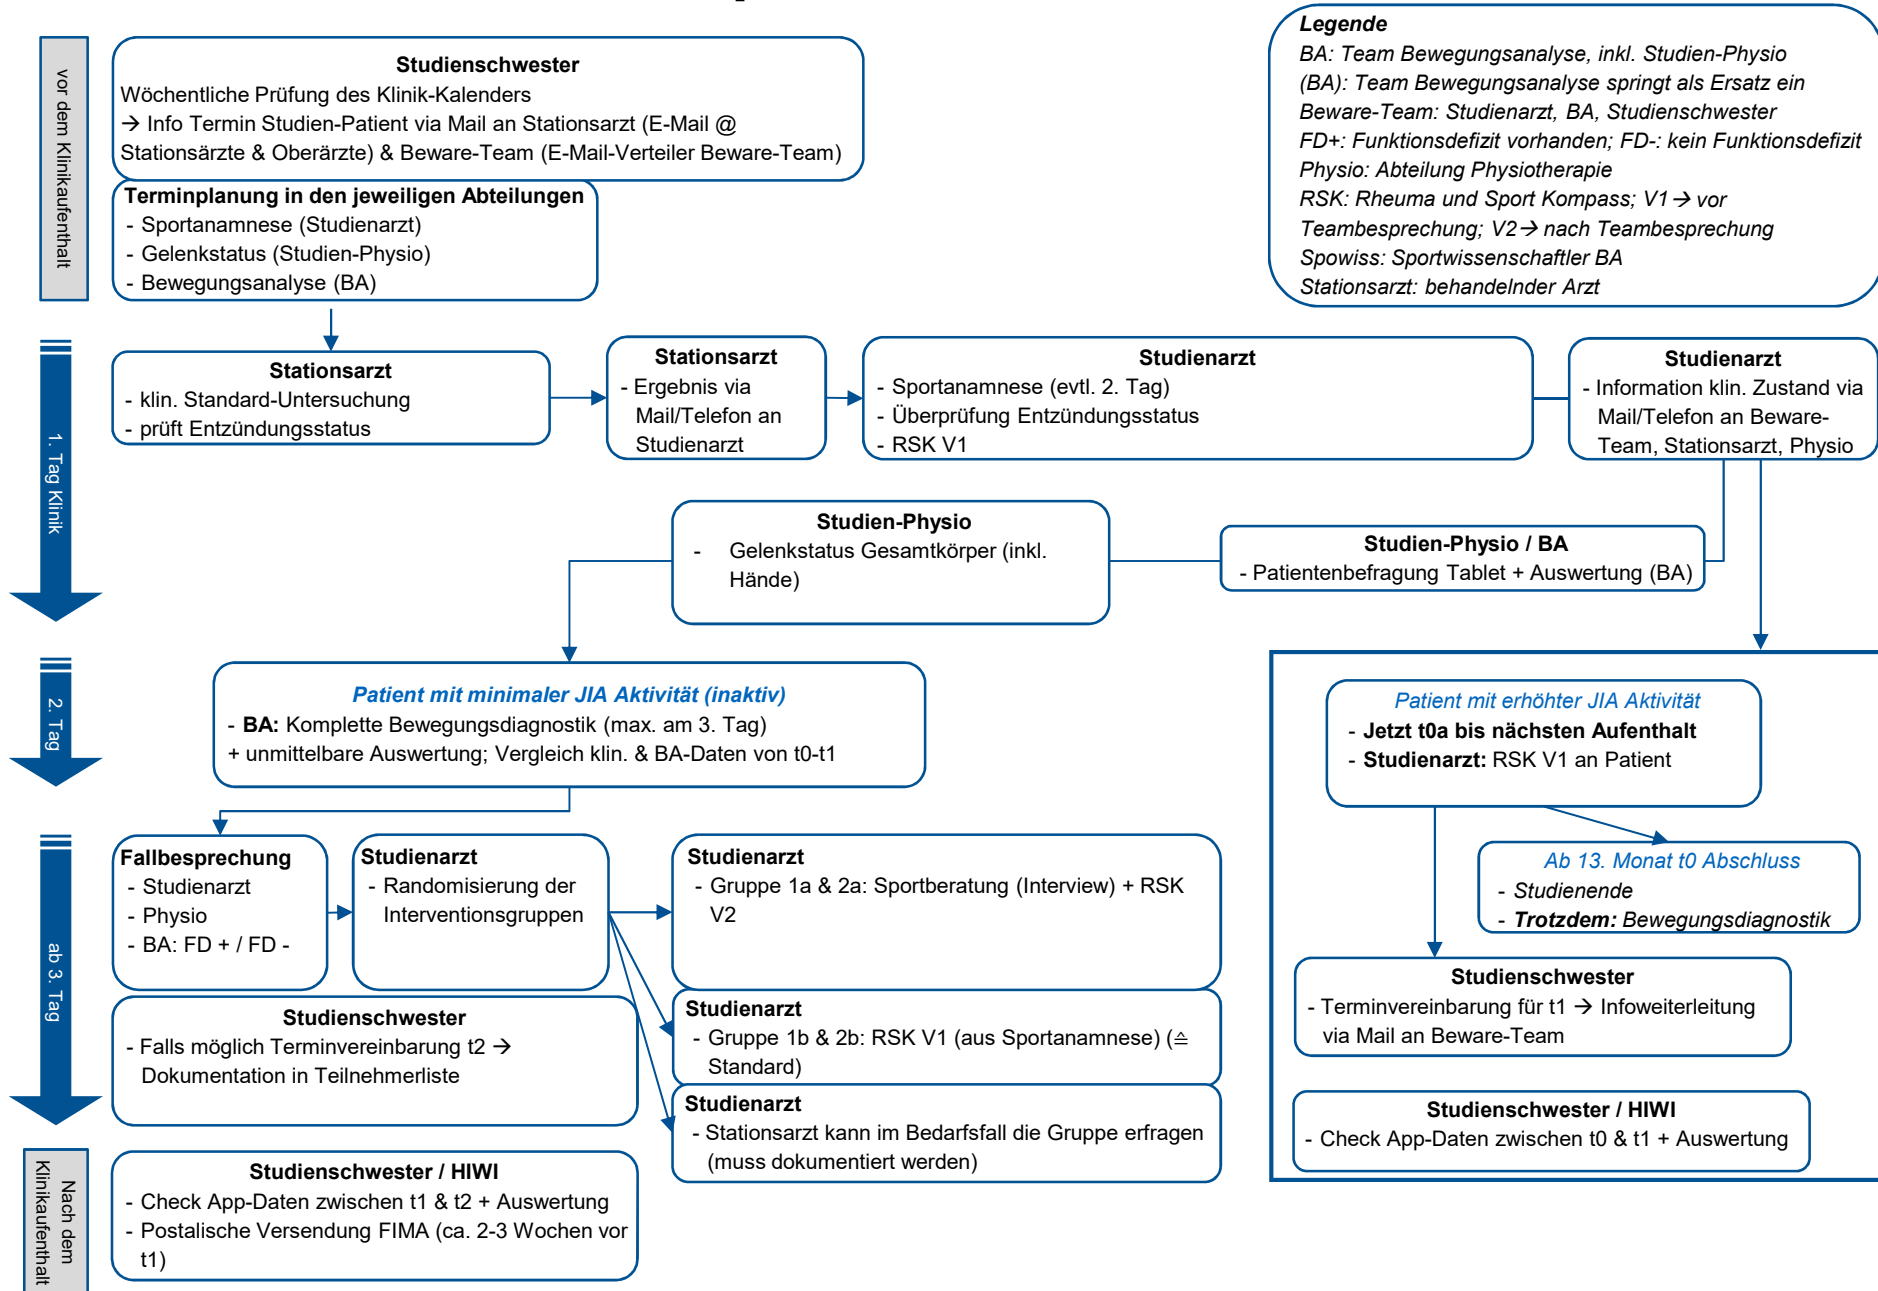 vor dem Klinikaufenthalt
Studienschwester
Wöchentliche Prüfung des Klinik-Kalenders
→ Info Termin Studien-Patient via Mail an Stationsarzt (E-Mail @
Stationsärzte & Oberärzte) & Beware-Team (E-Mail-Verteiler Beware-Team)
Terminplanung in den jeweiligen Abteilungen
- Sportanamnese (Studienarzt)
- Gelenkstatus (Studien-Physio)
- Bewegungsanalyse (BA)
Legende
BA: Team Bewegungsanalyse, inkl. Studien-Physio
(BA): Team Bewegungsanalyse springt als Ersatz ein
Beware-Team: Studienarzt, BA, Studienschwester
FD+: Funktionsdefizit vorhanden; FD-: kein Funktionsdefizit
Physio: Abteilung Physiotherapie
RSK: Rheuma und Sport Kompass; V1→ vor
Teambesprechung; V2→ nach Teambesprechung
Spowiss: Sportwissenschaftler BA
Stationsarzt: behandelnder Arzt
1. Tag Klinik
Stationsarzt
- klin. Standard-Untersuchung
- prüft Entzündungsstatus
Stationsarzt
- Ergebnis via
Mail/Telefon an
Studienarzt
Studienarzt
- Sportanamnese (evtl. 2. Tag)
- Überprüfung Entzündungsstatus
- RSK V1
Studienarzt
- Information klin. Zustand via
Mail/Telefon an Beware-
Team, Stationsarzt, Physio
Studien-Physio
- Gelenkstatus Gesamtkörper (inkl.
Hände)
Studien-Physio / BA
- Patientenbefragung Tablet + Auswertung (BA)
2. Tag
Patient mit minimaler JIA Aktivität (inaktiv)
- BA: Komplette Bewegungsdiagnostik (max. am 3. Tag)
+ unmittelbare Auswertung; Vergleich klin. & BA-Daten von t0-t1
Patient mit erhöhter JIA Aktivität
- Jetzt t0a bis nächsten Aufenthalt
- Studienarzt: RSK V1 an Patient
ab 3. Tag
Fallbesprechung
- Studienarzt
- Physio
- BA: FD + / FD -
Studienarzt
- Randomisierung der
Interventionsgruppen
Studienarzt
- Gruppe 1a & 2a: Sportberatung (Interview) + RSK
V2
Ab 13. Monat t0 Abschluss
- Studienende
- Trotzdem: Bewegungsdiagnostik
Studienschwester
- Falls möglich Terminvereinbarung t2 →
Dokumentation in Teilnehmerliste
Studienarzt
- Gruppe 1b & 2b: RSK V1 (aus Sportanamnese) (≙
Standard)
Studienschwester
- Terminvereinbarung für t1 → Infoweiterleitung
via Mail an Beware-Team
Studienarzt
- Stationsarzt kann im Bedarfsfall die Gruppe erfragen
(muss dokumentiert werden)
Studienschwester / HIWI
- Check App-Daten zwischen t0 & t1 + Auswertung
Nach dem
Klinikaufenthalt
Studienschwester / HIWI
- Check App-Daten zwischen t1 & t2 + Auswertung
- Postalische Versendung FIMA (ca. 2-3 Wochen vor
t1)